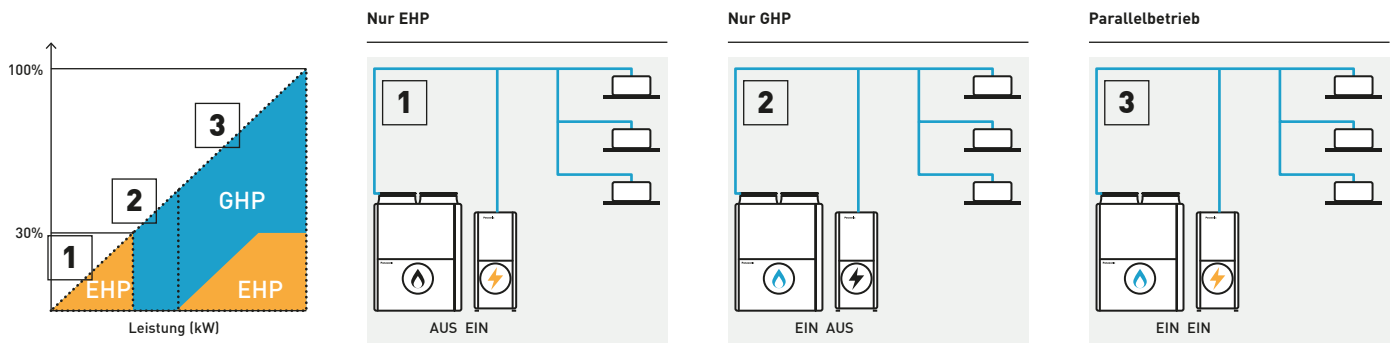 100%
30%
1
2
3
GHP
EHP
EHP
Leistung (kW)
Nur EHP
1
AUS EIN
Nur GHP
2
EIN AUS
Parallelbetrieb
3
EIN EIN